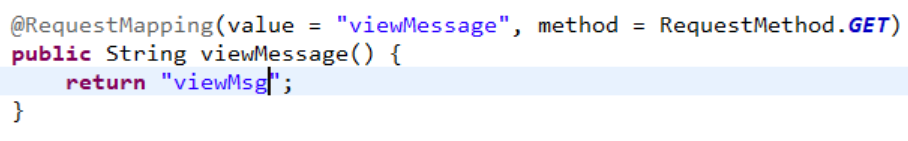 @RequestMapping(value = "viewMessage", method = RequestMethod.GET)
public String viewMessage() {
    return "viewMsg";
}